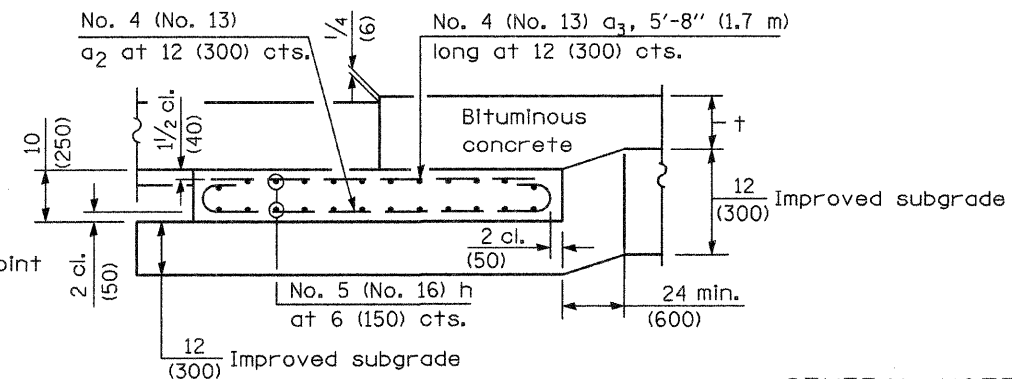 No. 4 (No. 13)
a2 at 12 (300) cts.
1/4
(6)
No. 4 (No. 13) a3, 5'-8" (1.7 m)
long at 12 (300) cts.
10
(250)
1 1/2 cl.
(40)
Bituminous
concrete
t
12
(300)
Improved subgrade
oint
2 cl.
(50)
2 cl.
(50)
No. 5 (No. 16) h
at 6 (150) cts.
24 min.
(600)
12
(300)
Improved subgrade